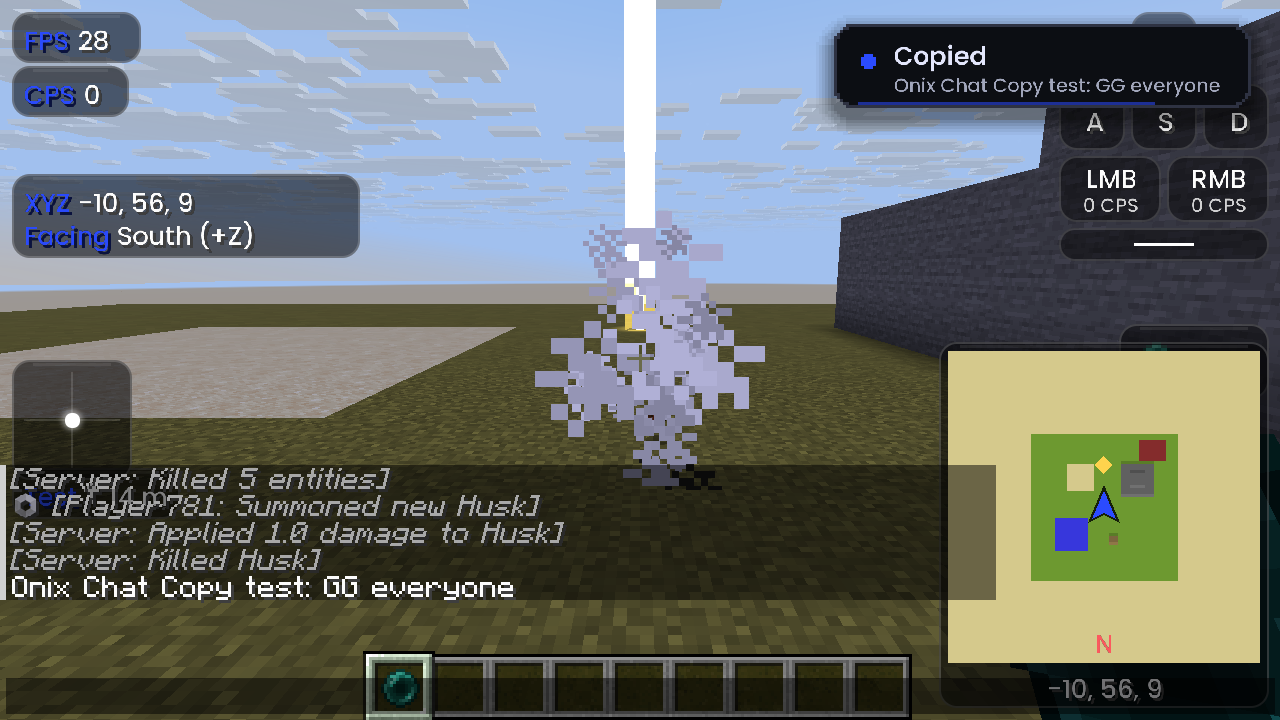 FPS 28
CPS 0
Copied
Onix Chat Copy test: GG everyone
A S D
LMB
0 CPS
RMB
0 CPS
XYZ -10, 56, 9
Facing South (+Z)
[Server: Killed 5 entities]
[Player781: Summoned new Husk]
[Server: Applied 1.0 damage to Husk]
[Server: Killed Husk]
Onix Chat Copy test: GG everyone
N
-10, 56, 9